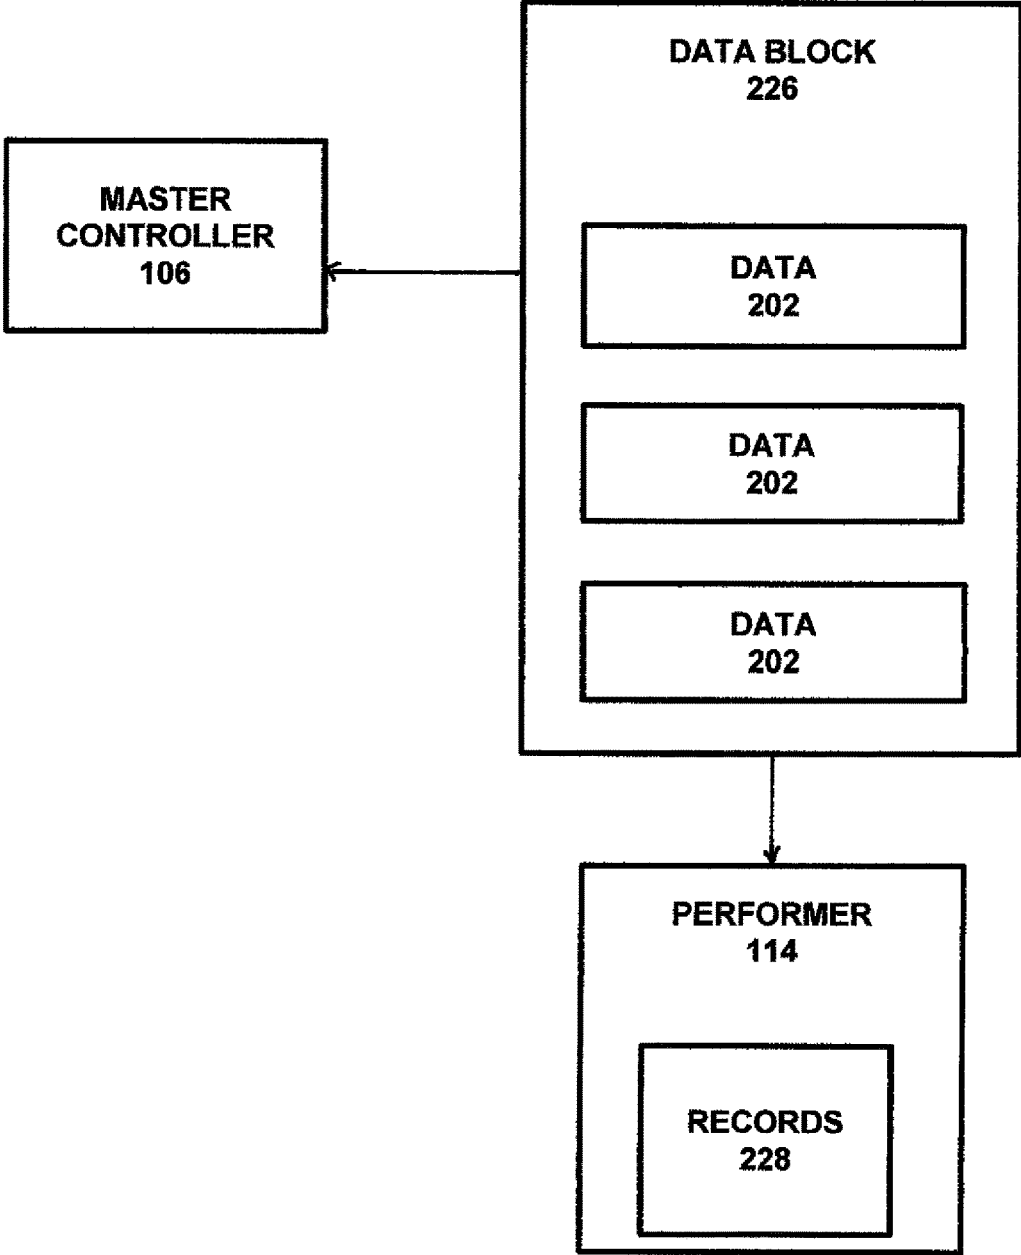 DATA BLOCK
226
MASTER
CONTROLLER
106
DATA
202
DATA
202
DATA
202
PERFORMER
114
RECORDS
228